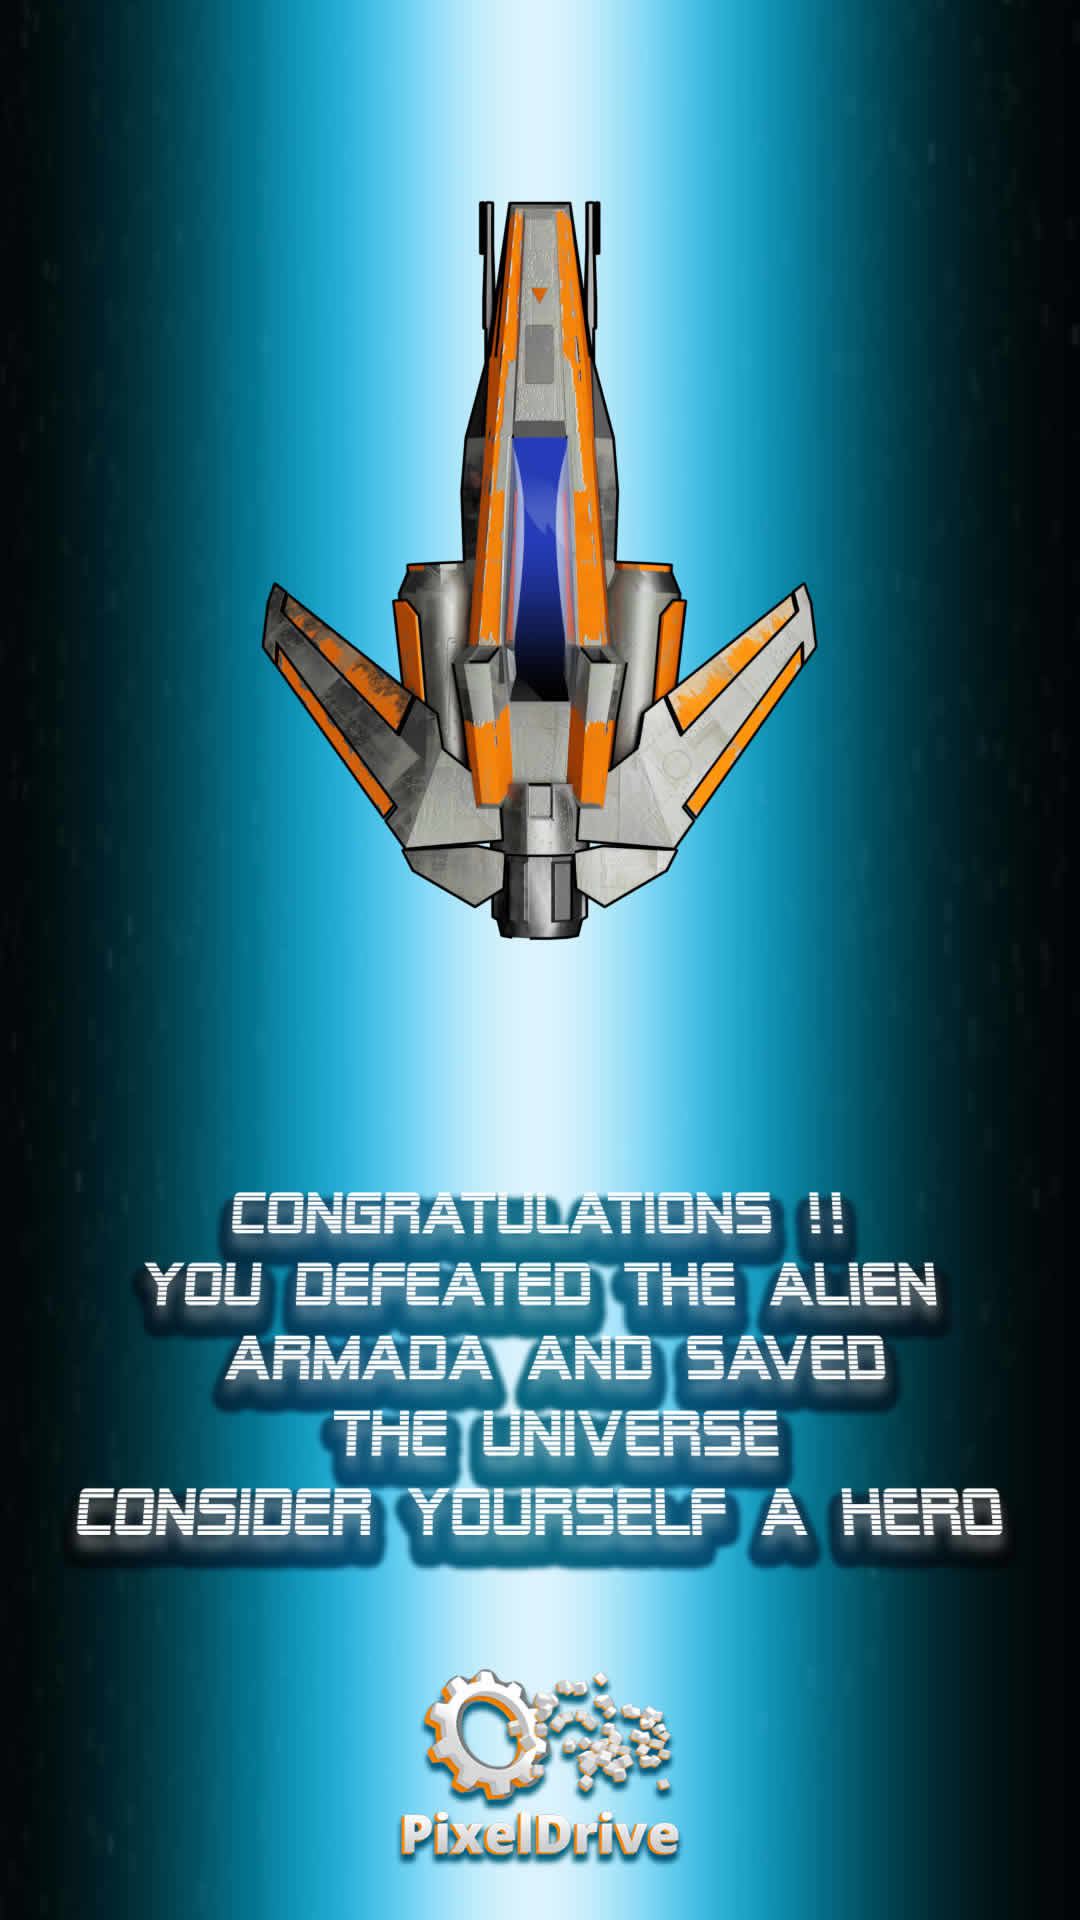 CONGRATULATIONS !!
YOU DEFEATED THE ALIEN
ARMADA AND SAVED
THE UNIVERSE
CONSIDER YOURSELF A HERO
PixelDrive